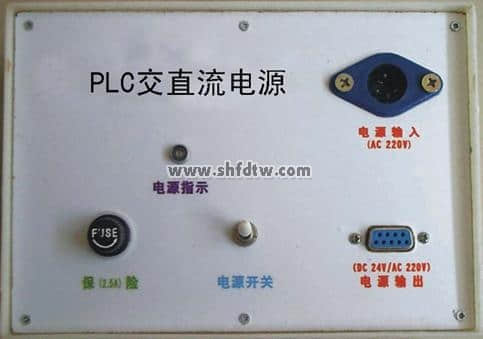 PLC交直流电源
电源输入
(AC 220V)
www.shfdtw.com
电源指示
FUSE
保(2.5A)险
电源开关
(DC 24V/AC 220V)
电源输出